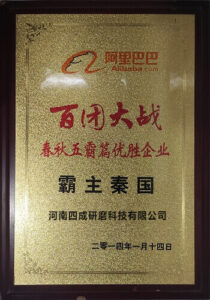 阿里巴巴
Alibaba.com
百团大战
春秋五霸篇优胜企业
霸主秦国
河南四成研磨科技有限公司
二零一四年一月十四日